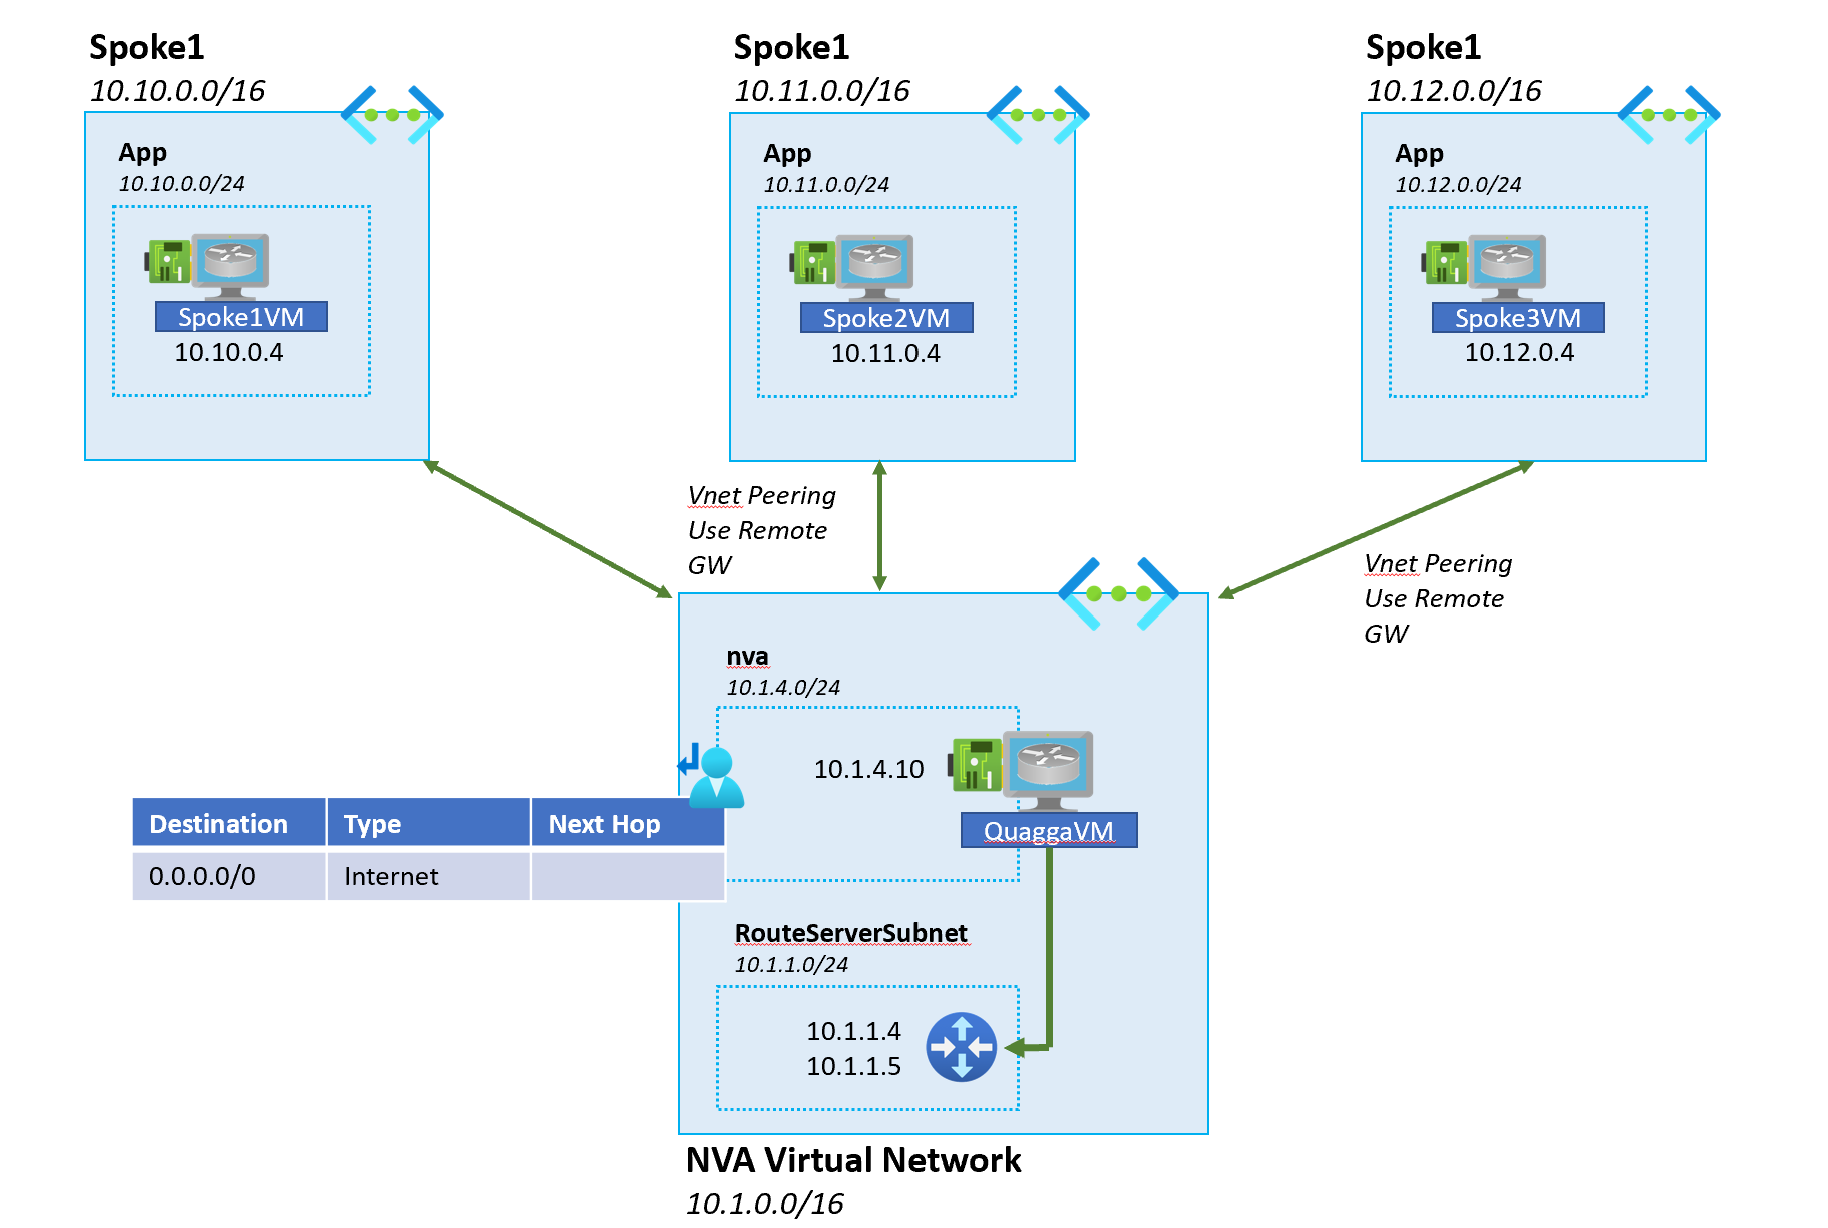 Spoke1
10.10.0.0/16
App
10.10.0.0/24
Spoke1VM
10.10.0.4
Spoke1
10.11.0.0/16
App
10.11.0.0/24
Spoke2VM
10.11.0.4
Spoke1
10.12.0.0/16
App
10.12.0.0/24
Spoke3VM
10.12.0.4
Vnet Peering
Use Remote
GW
Vnet Peering
Use Remote
GW
nva
10.1.4.0/24
10.1.4.10
QuaggaVM
Destination Type Next Hop
0.0.0.0/0 Internet
RouteServerSubnet
10.1.1.0/24
10.1.1.4
10.1.1.5
NVA Virtual Network
10.1.0.0/16